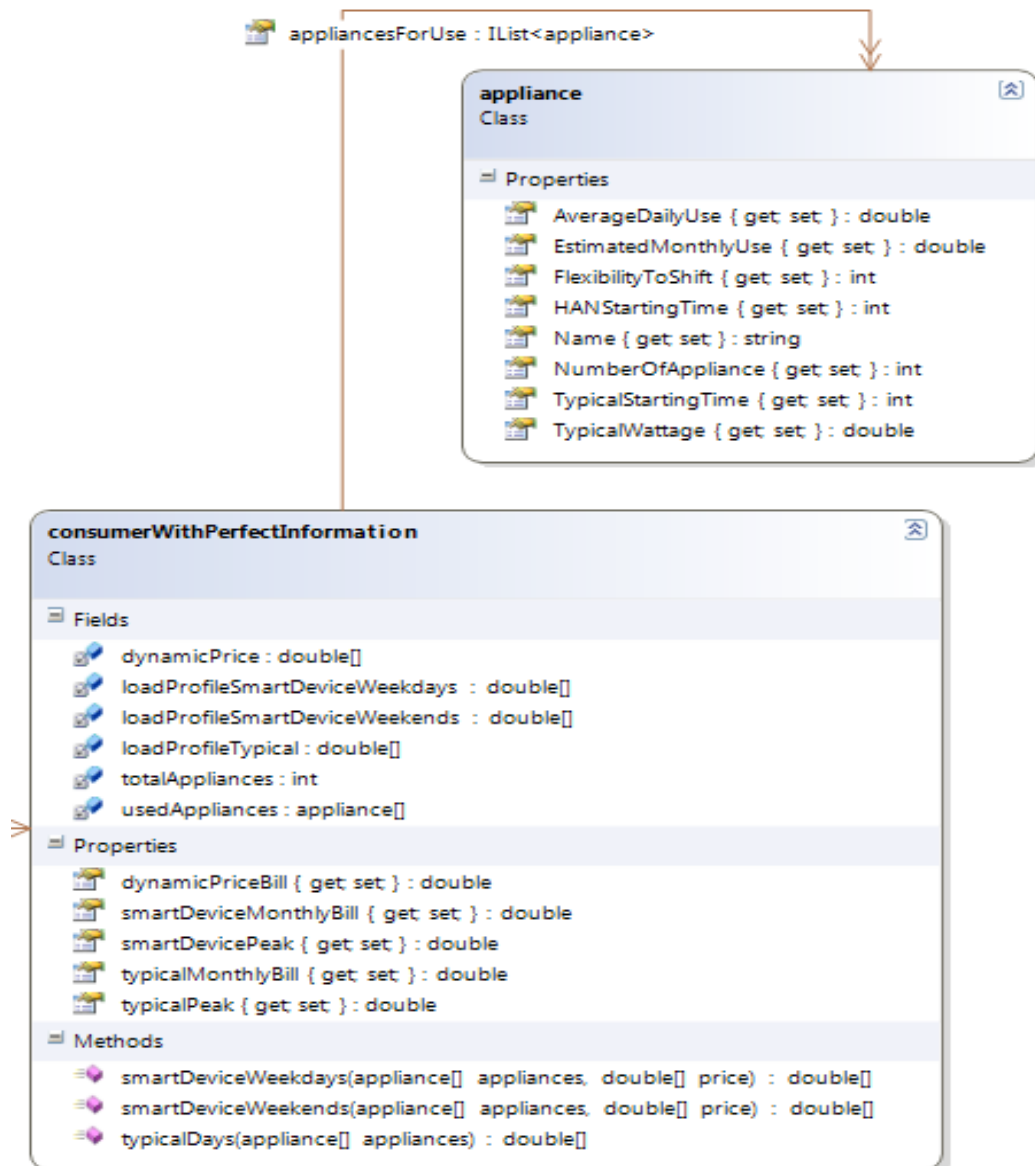 appliancesForUse : IList<appliance>
appliance
Class
Properties
AverageDailyUse { get; set; } : double
EstimatedMonthlyUse { get; set; } : double
FlexibilityToShift { get; set; } : int
HANStartingTime { get; set; } : int
Name { get; set; } : string
NumberOfAppliance { get; set; } : int
TypicalStartingTime { get; set; } : int
TypicalWattage { get; set; } : double
consumerWithPerfectInformation
Class
Fields
dynamicPrice : double[]
loadProfileSmartDeviceWeekdays : double[]
loadProfileSmartDeviceWeekends : double[]
loadProfileTypical : double[]
totalAppliances : int
usedAppliances : appliance[]
Properties
dynamicPriceBill { get; set; } : double
smartDeviceMonthlyBill { get; set; } : double
smartDevicePeak { get; set; } : double
typicalMonthlyBill { get; set; } : double
typicalPeak { get; set; } : double
Methods
smartDeviceWeekdays(appliance[] appliances, double[] price) : double[]
smartDeviceWeekends(appliance[] appliances, double[] price) : double[]
typicalDays(appliance[] appliances) : double[]